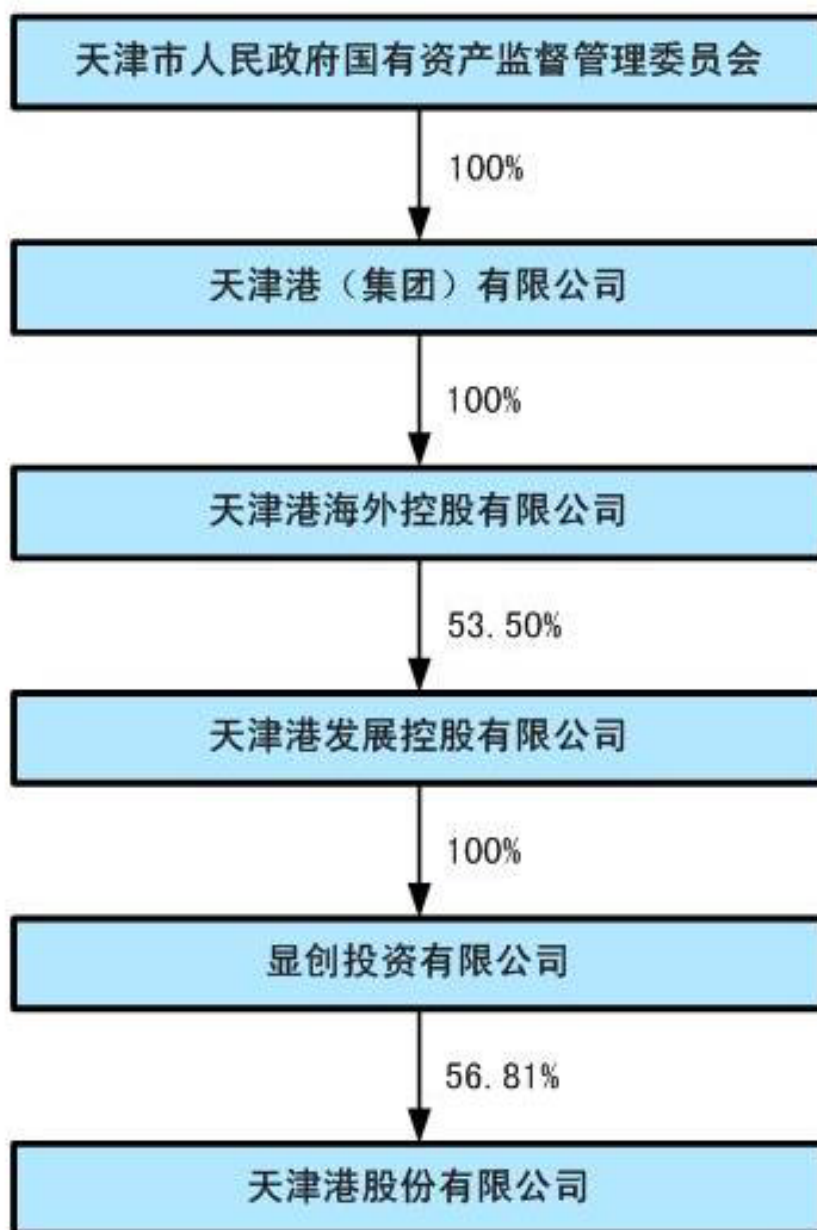 天津市人民政府国有资产监督管理委员会
100%
天津港（集团）有限公司
100%
天津港海外控股有限公司
53.50%
天津港发展控股有限公司
100%
显创投资有限公司
56.81%
天津港股份有限公司